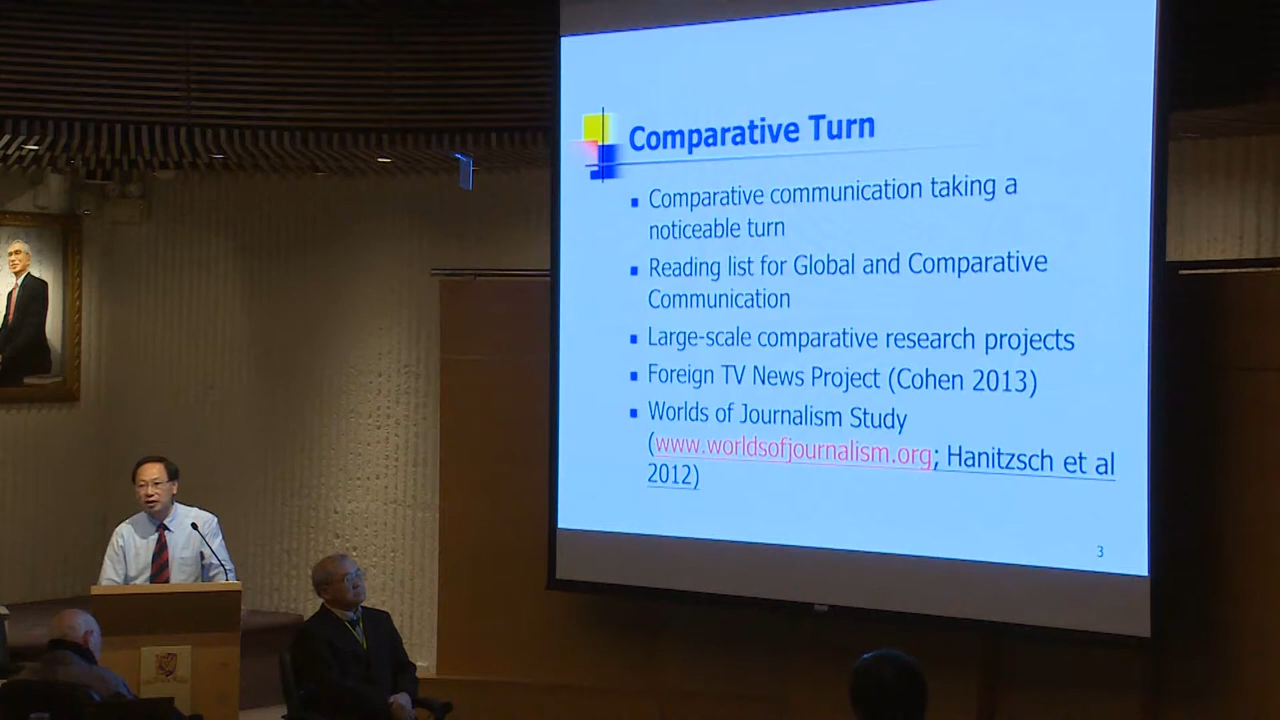 Comparative Turn
Comparative communication taking a
noticeable turn
Reading list for Global and Comparative
Communication
Large-scale comparative research projects
Foreign TV News Project (Cohen 2013)
Worlds of Journalism Study
(www.worldsofjournalism.org; Hanitzsch et al
2012)
3